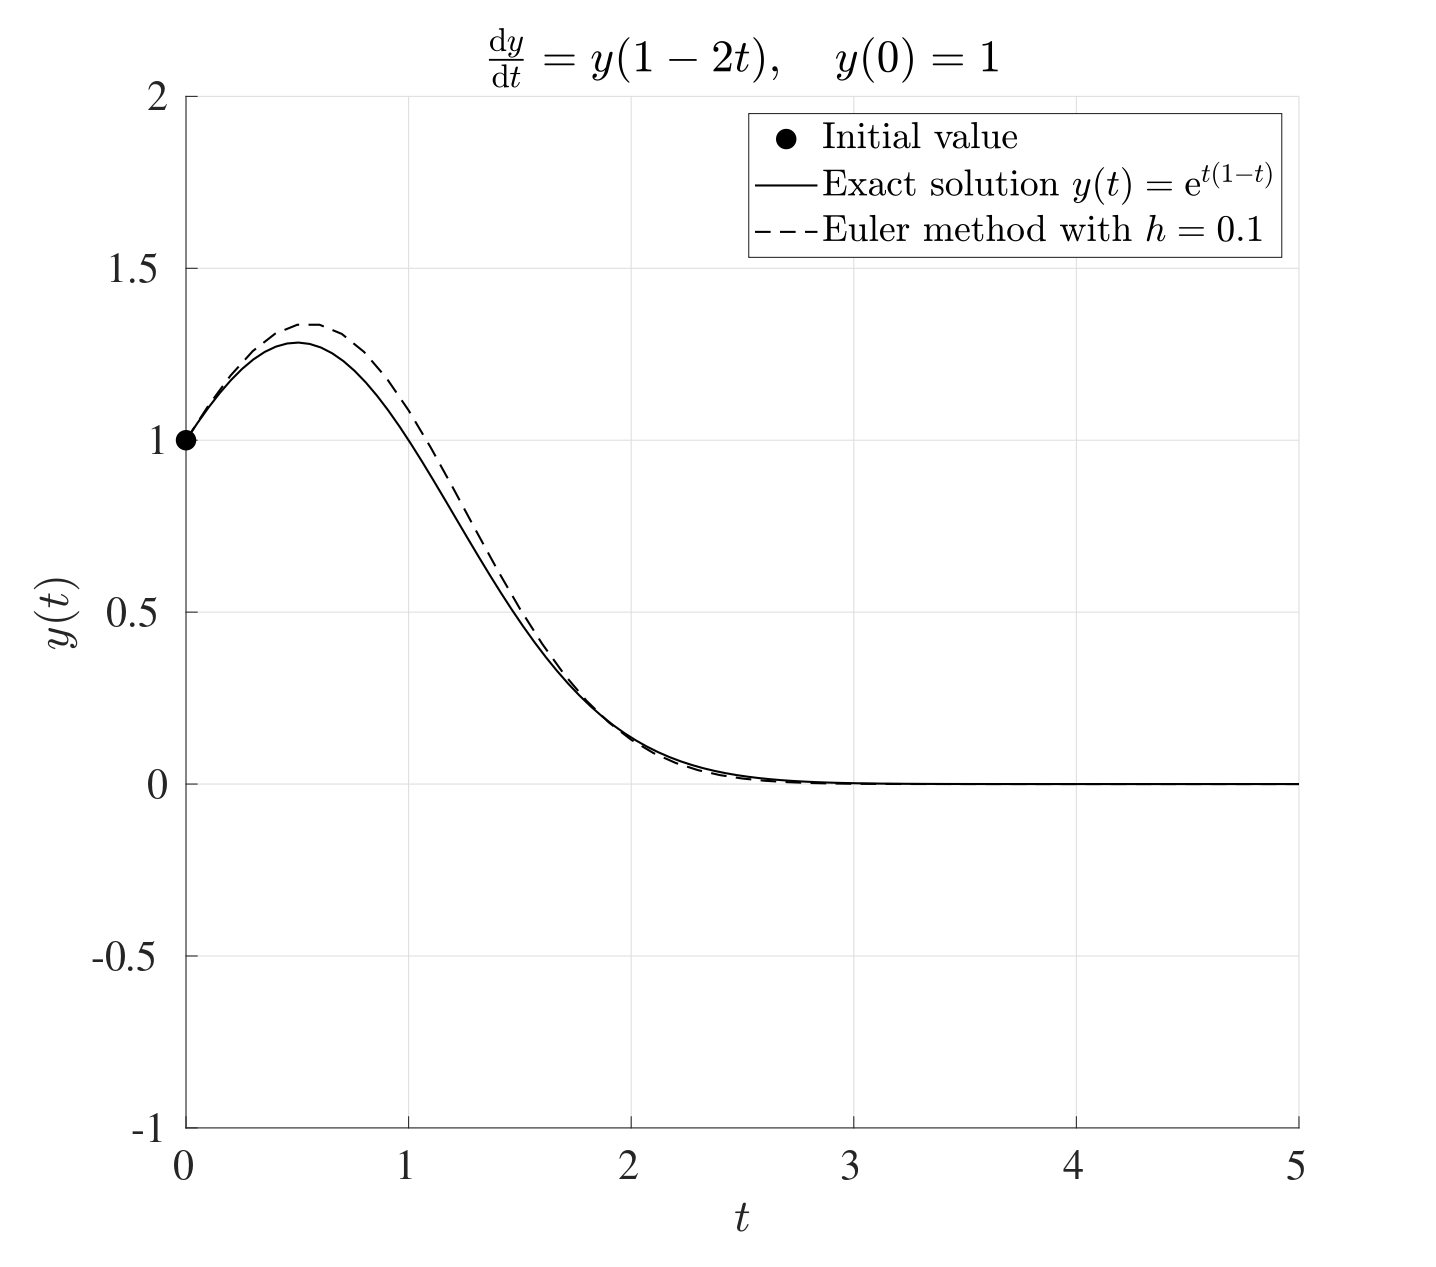 dy/dt = y(1 − 2t), y(0) = 1
2
1.5
1
0.5
0
-0.5
-1
y(t)
Initial value
Exact solution y(t) = e^{t(1−t)}
Euler method with h = 0.1
0 1 2 3 4 5
t